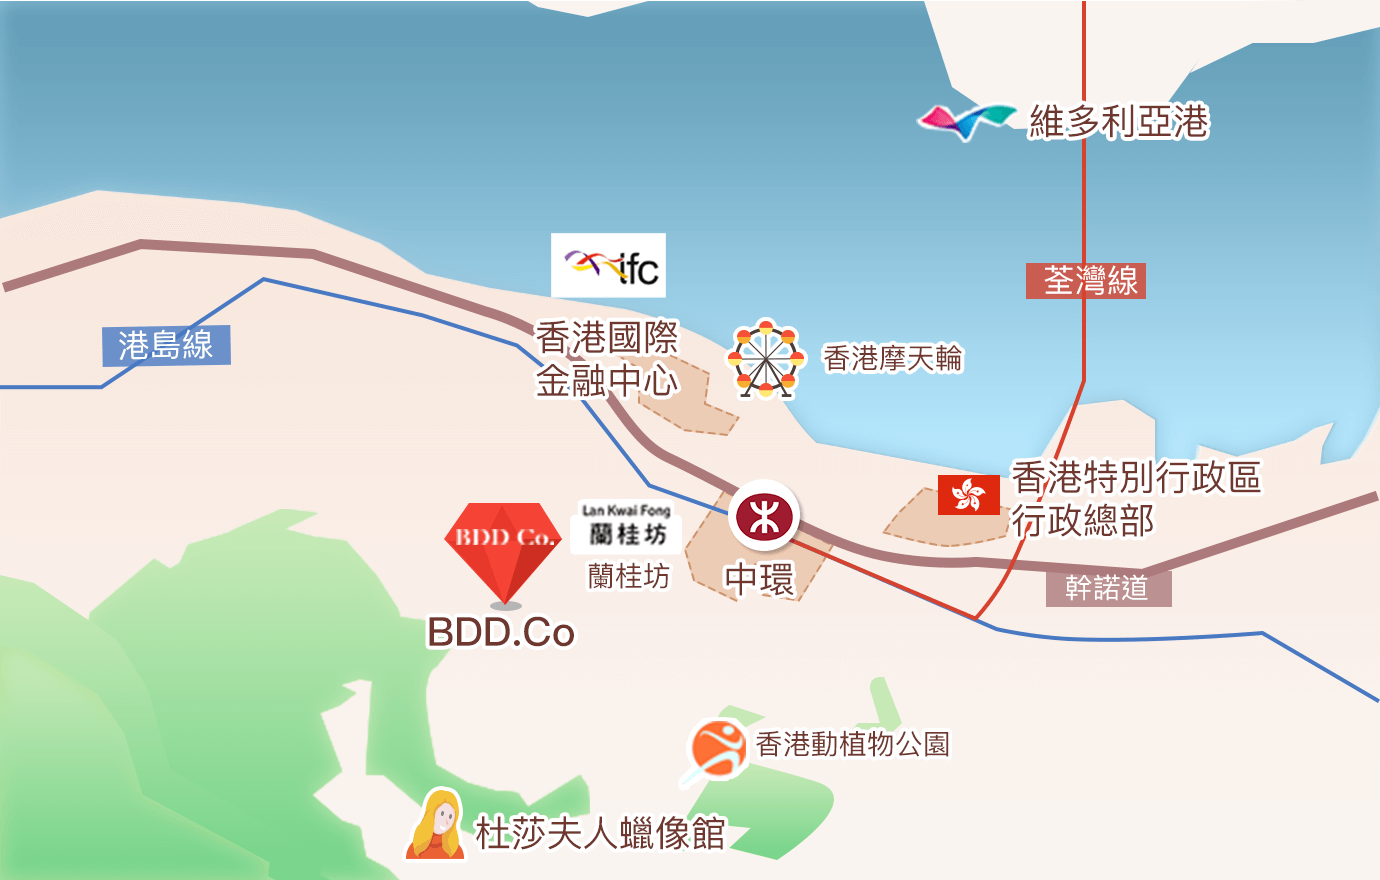 維多利亞港
ifc
荃灣線
港島線
香港國際
金融中心
香港摩天輪
香港特別行政區
行政總部
BDD Co.
Lan Kwai Fong
蘭桂坊
蘭桂坊
中環
幹諾道
BDD.Co
香港動植物公園
杜莎夫人蠟像館